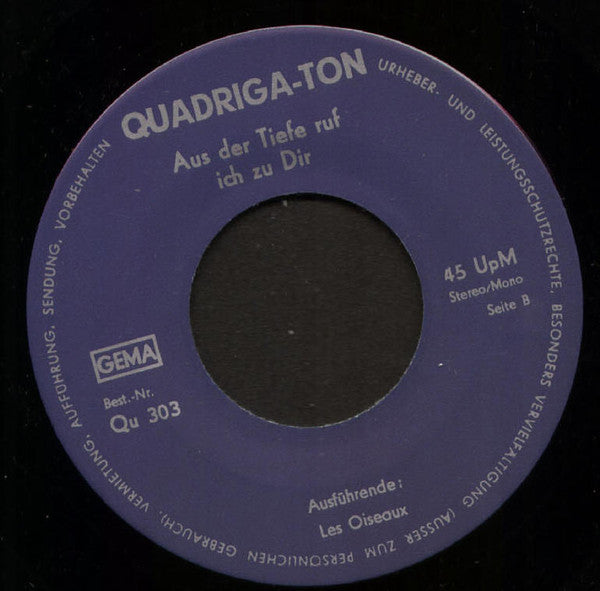 QUADRIGA-TON
Aus der Tiefe ruf
ich zu Dir
45 UpM
Stereo/Mono
Seite B
GEMA
Best.-Nr.
Qu 303
Ausführende:
Les Oiseaux
URHEBER- UND LEISTUNGSSCHUTZRECHTE, BESONDERS VERVIELFÄLTIGUNG (AUSSER ZUM PERSÖNLICHEN GEBRAUCH), VERMIETUNG, AUFFÜHRUNG, SENDUNG, VORBEHALTEN